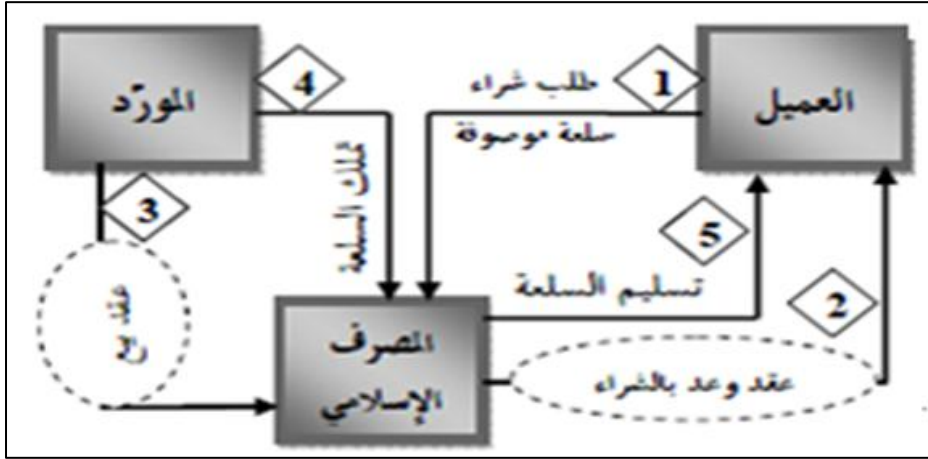 العميل
1
طلب شراء
سلعة موصوفة
4
المورّد
3
عقد بيع
تملك السلعة
5
تسليم السلعة
2
عقد وعد بالشراء
المصرف
الإسلامي